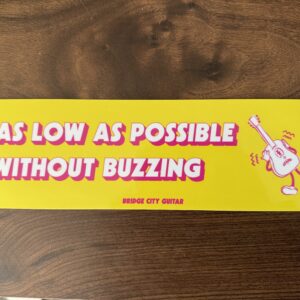 AS LOW AS POSSIBLE
WITHOUT BUZZING
BRIDGE CITY GUITAR